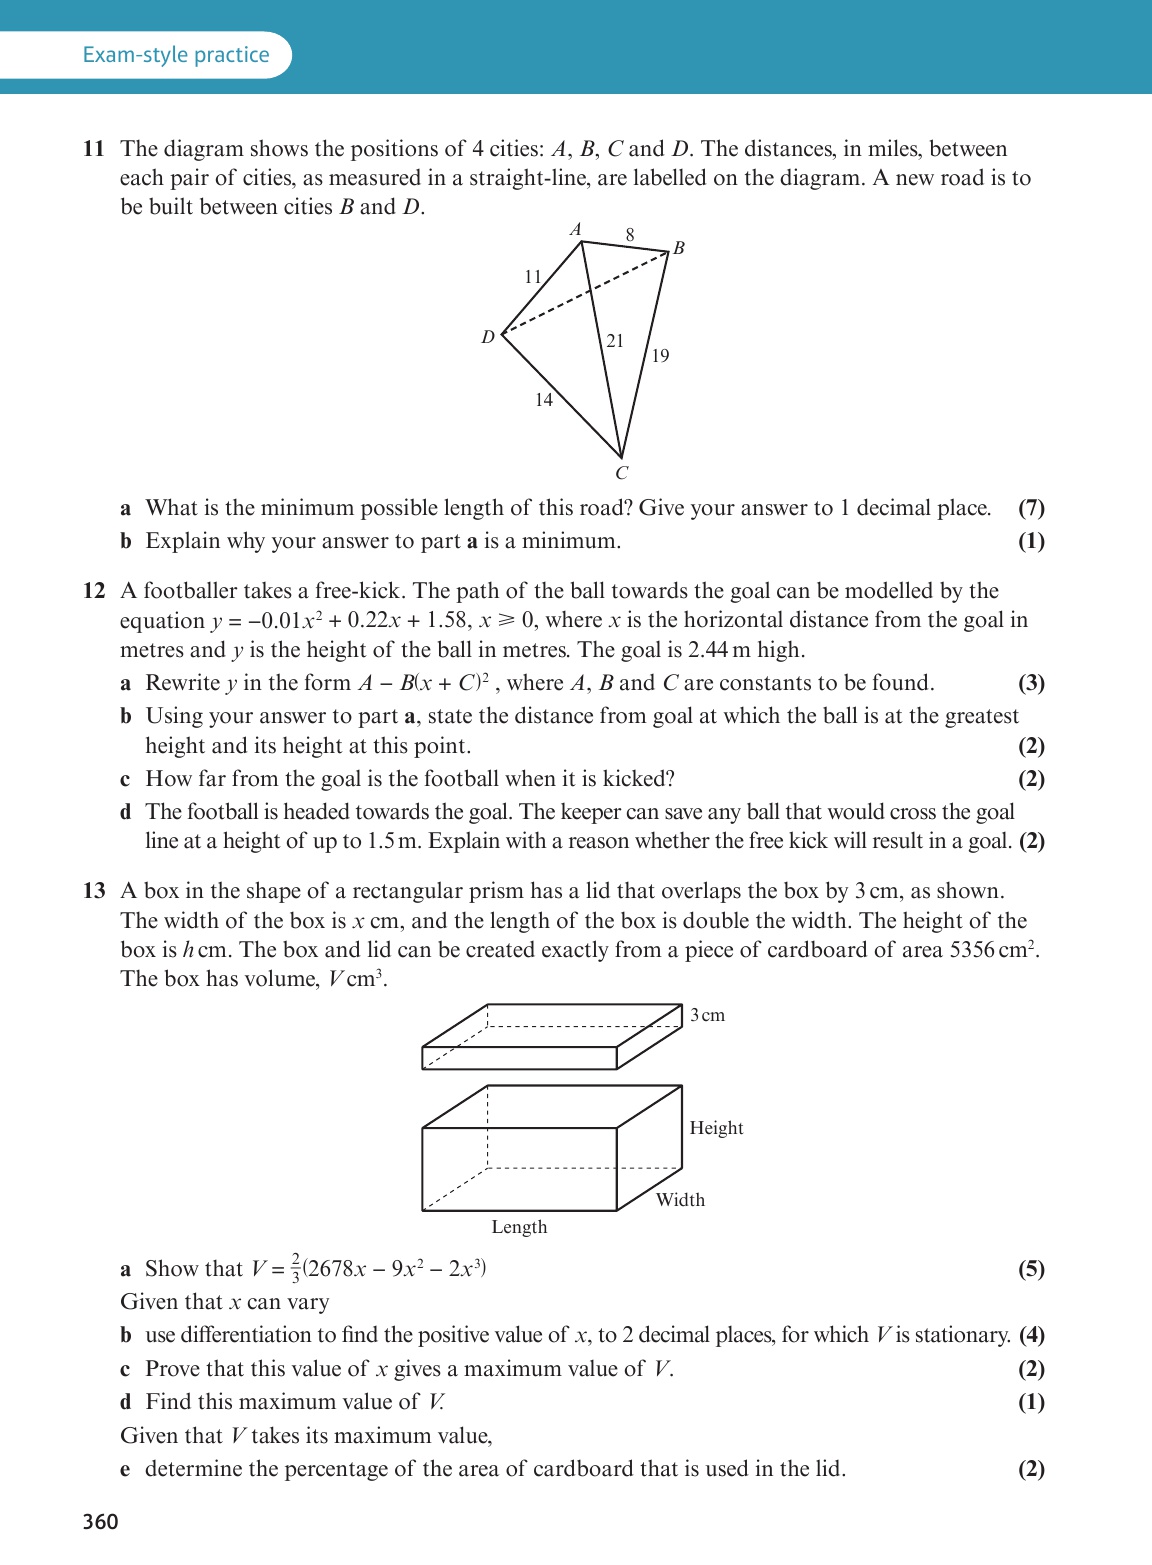 Exam-style practice
11 The diagram shows the positions of 4 cities: A, B, C and D. The distances, in miles, between
each pair of cities, as measured in a straight-line, are labelled on the diagram. A new road is to
be built between cities B and D.
A
8
B
11
D
21
19
14
C
a What is the minimum possible length of this road? Give your answer to 1 decimal place. (7)
b Explain why your answer to part a is a minimum. (1)
12 A footballer takes a free-kick. The path of the ball towards the goal can be modelled by the
equation y = −0.01x² + 0.22x + 1.58, x ⩾ 0, where x is the horizontal distance from the goal in
metres and y is the height of the ball in metres. The goal is 2.44 m high.
a Rewrite y in the form A − B(x + C)², where A, B and C are constants to be found. (3)
b Using your answer to part a, state the distance from goal at which the ball is at the greatest
height and its height at this point. (2)
c How far from the goal is the football when it is kicked? (2)
d The football is headed towards the goal. The keeper can save any ball that would cross the goal
line at a height of up to 1.5 m. Explain with a reason whether the free kick will result in a goal. (2)
13 A box in the shape of a rectangular prism has a lid that overlaps the box by 3 cm, as shown.
The width of the box is x cm, and the length of the box is double the width. The height of the
box is h cm. The box and lid can be created exactly from a piece of cardboard of area 5356 cm².
The box has volume, V cm³.
3 cm
Height
Width
Length
a Show that V = 2/3(2678x − 9x² − 2x³) (5)
Given that x can vary
b use differentiation to find the positive value of x, to 2 decimal places, for which V is stationary. (4)
c Prove that this value of x gives a maximum value of V. (2)
d Find this maximum value of V. (1)
Given that V takes its maximum value,
e determine the percentage of the area of cardboard that is used in the lid. (2)
360